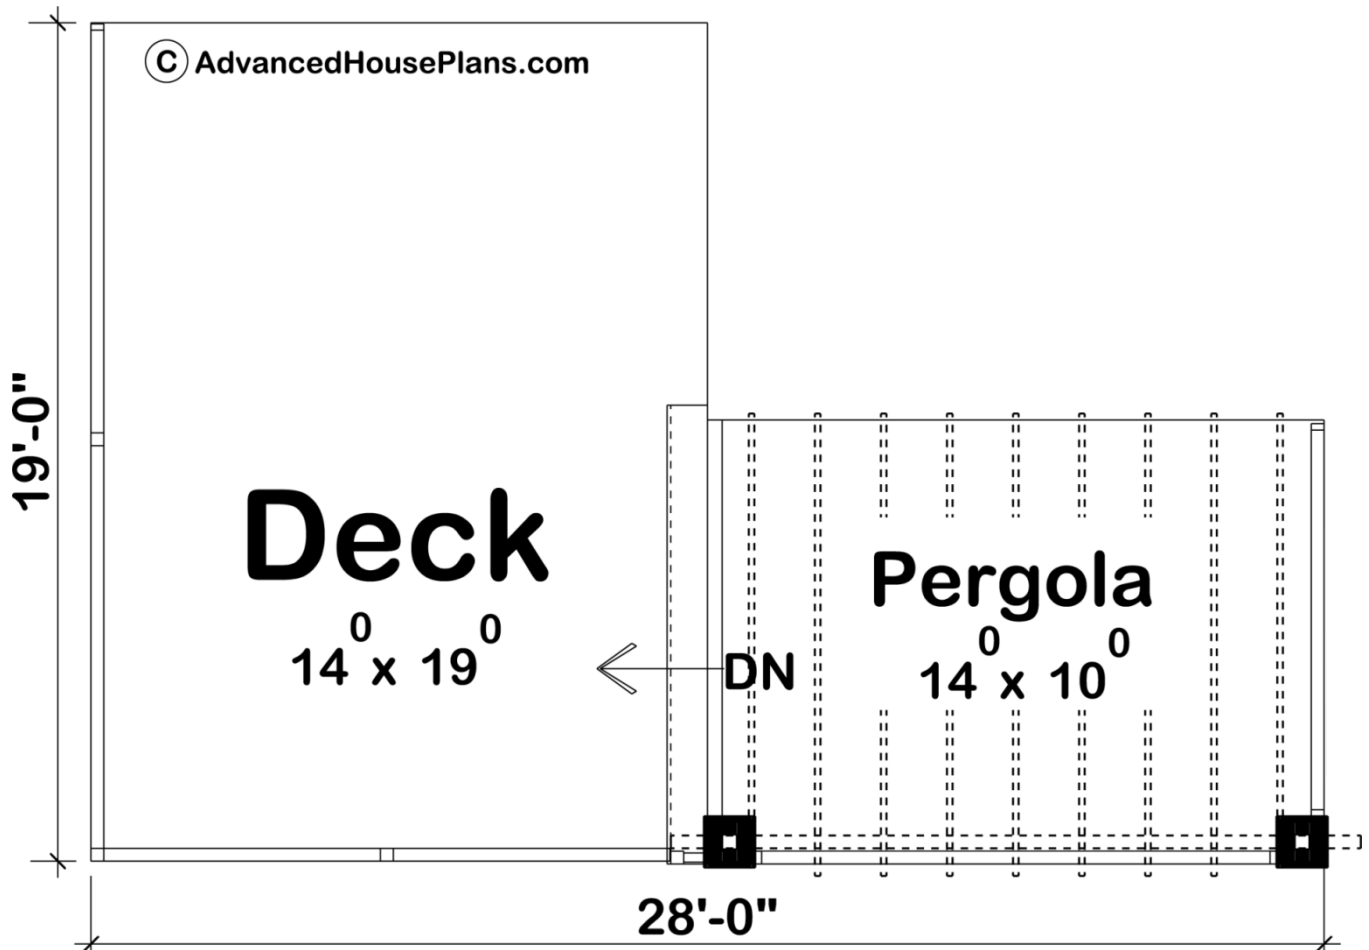 © AdvancedHousePlans.com
19'-0"
Deck
14⁰ x 19⁰
DN
Pergola
14⁰ x 10⁰
28'-0"